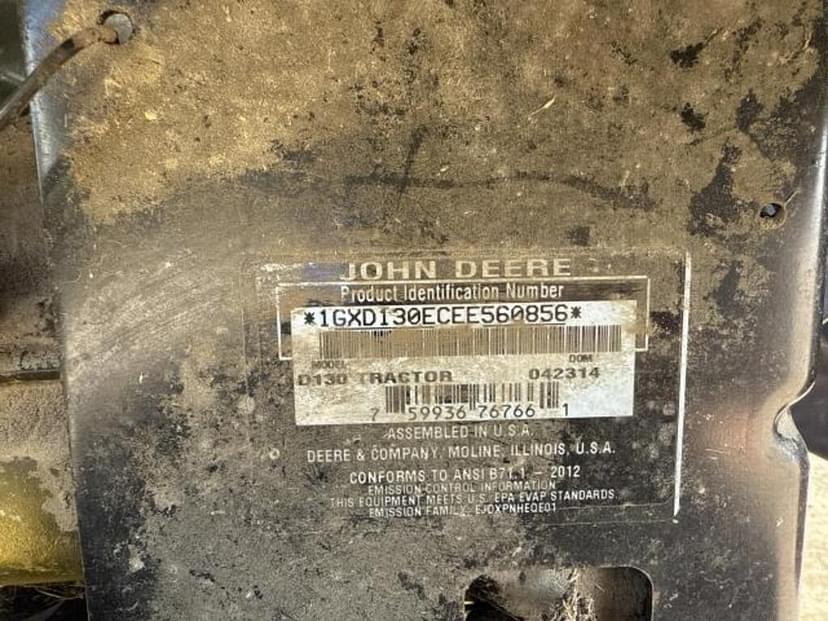 JOHN DEERE
Product Identification Number
*1GXD130ECEE560856*
MODEL DOM
D130 TRACTOR 042314
7 59936 76766 1
ASSEMBLED IN U.S.A.
DEERE & COMPANY, MOLINE, ILLINOIS, U.S.A.
CONFORMS TO ANSI B71.1 – 2012
EMISSION CONTROL INFORMATION
THIS EQUIPMENT MEETS U.S. EPA EVAP STANDARDS
EMISSION FAMILY: EJDXPNHEQE01